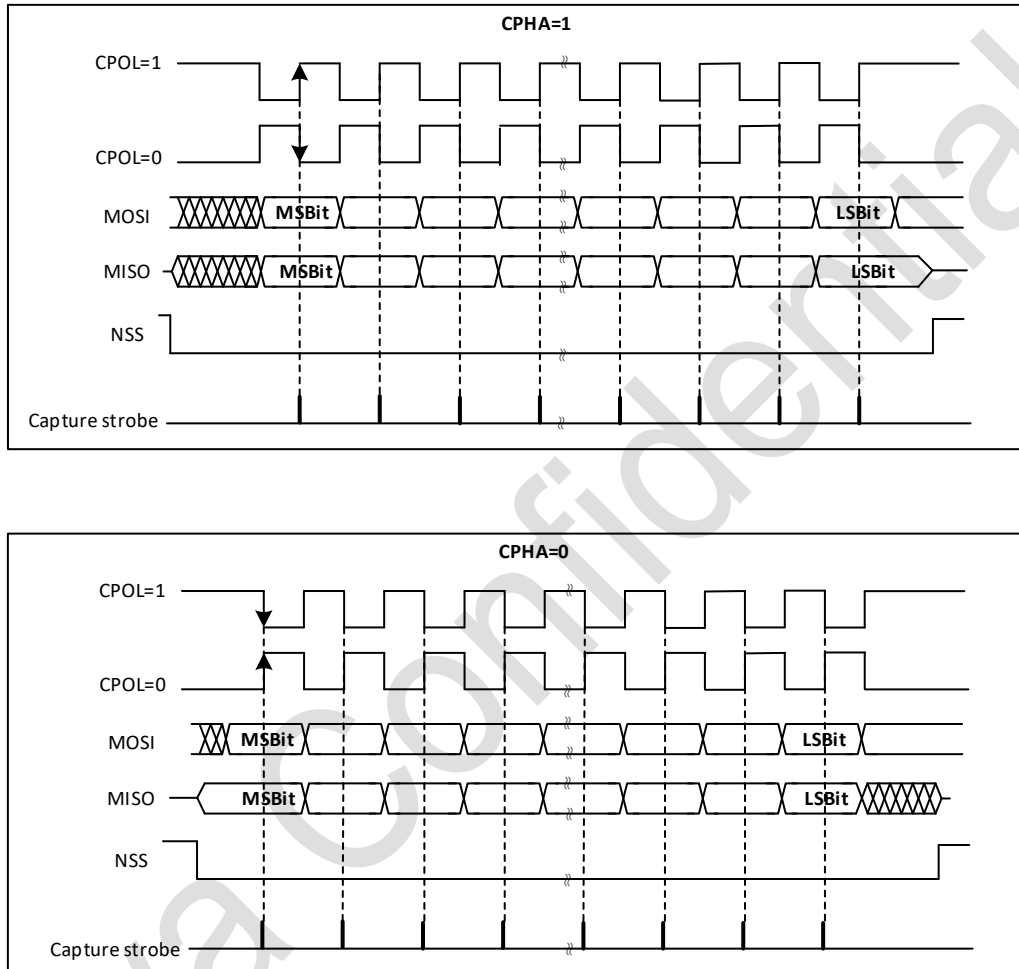 CPHA=1
CPOL=1
CPOL=0
MOSI
MSBit
LSBit
MISO
MSBit
LSBit
NSS
Capture strobe
CPHA=0
CPOL=1
CPOL=0
MOSI
MSBit
LSBit
MISO
MSBit
LSBit
NSS
Capture strobe
Confidential